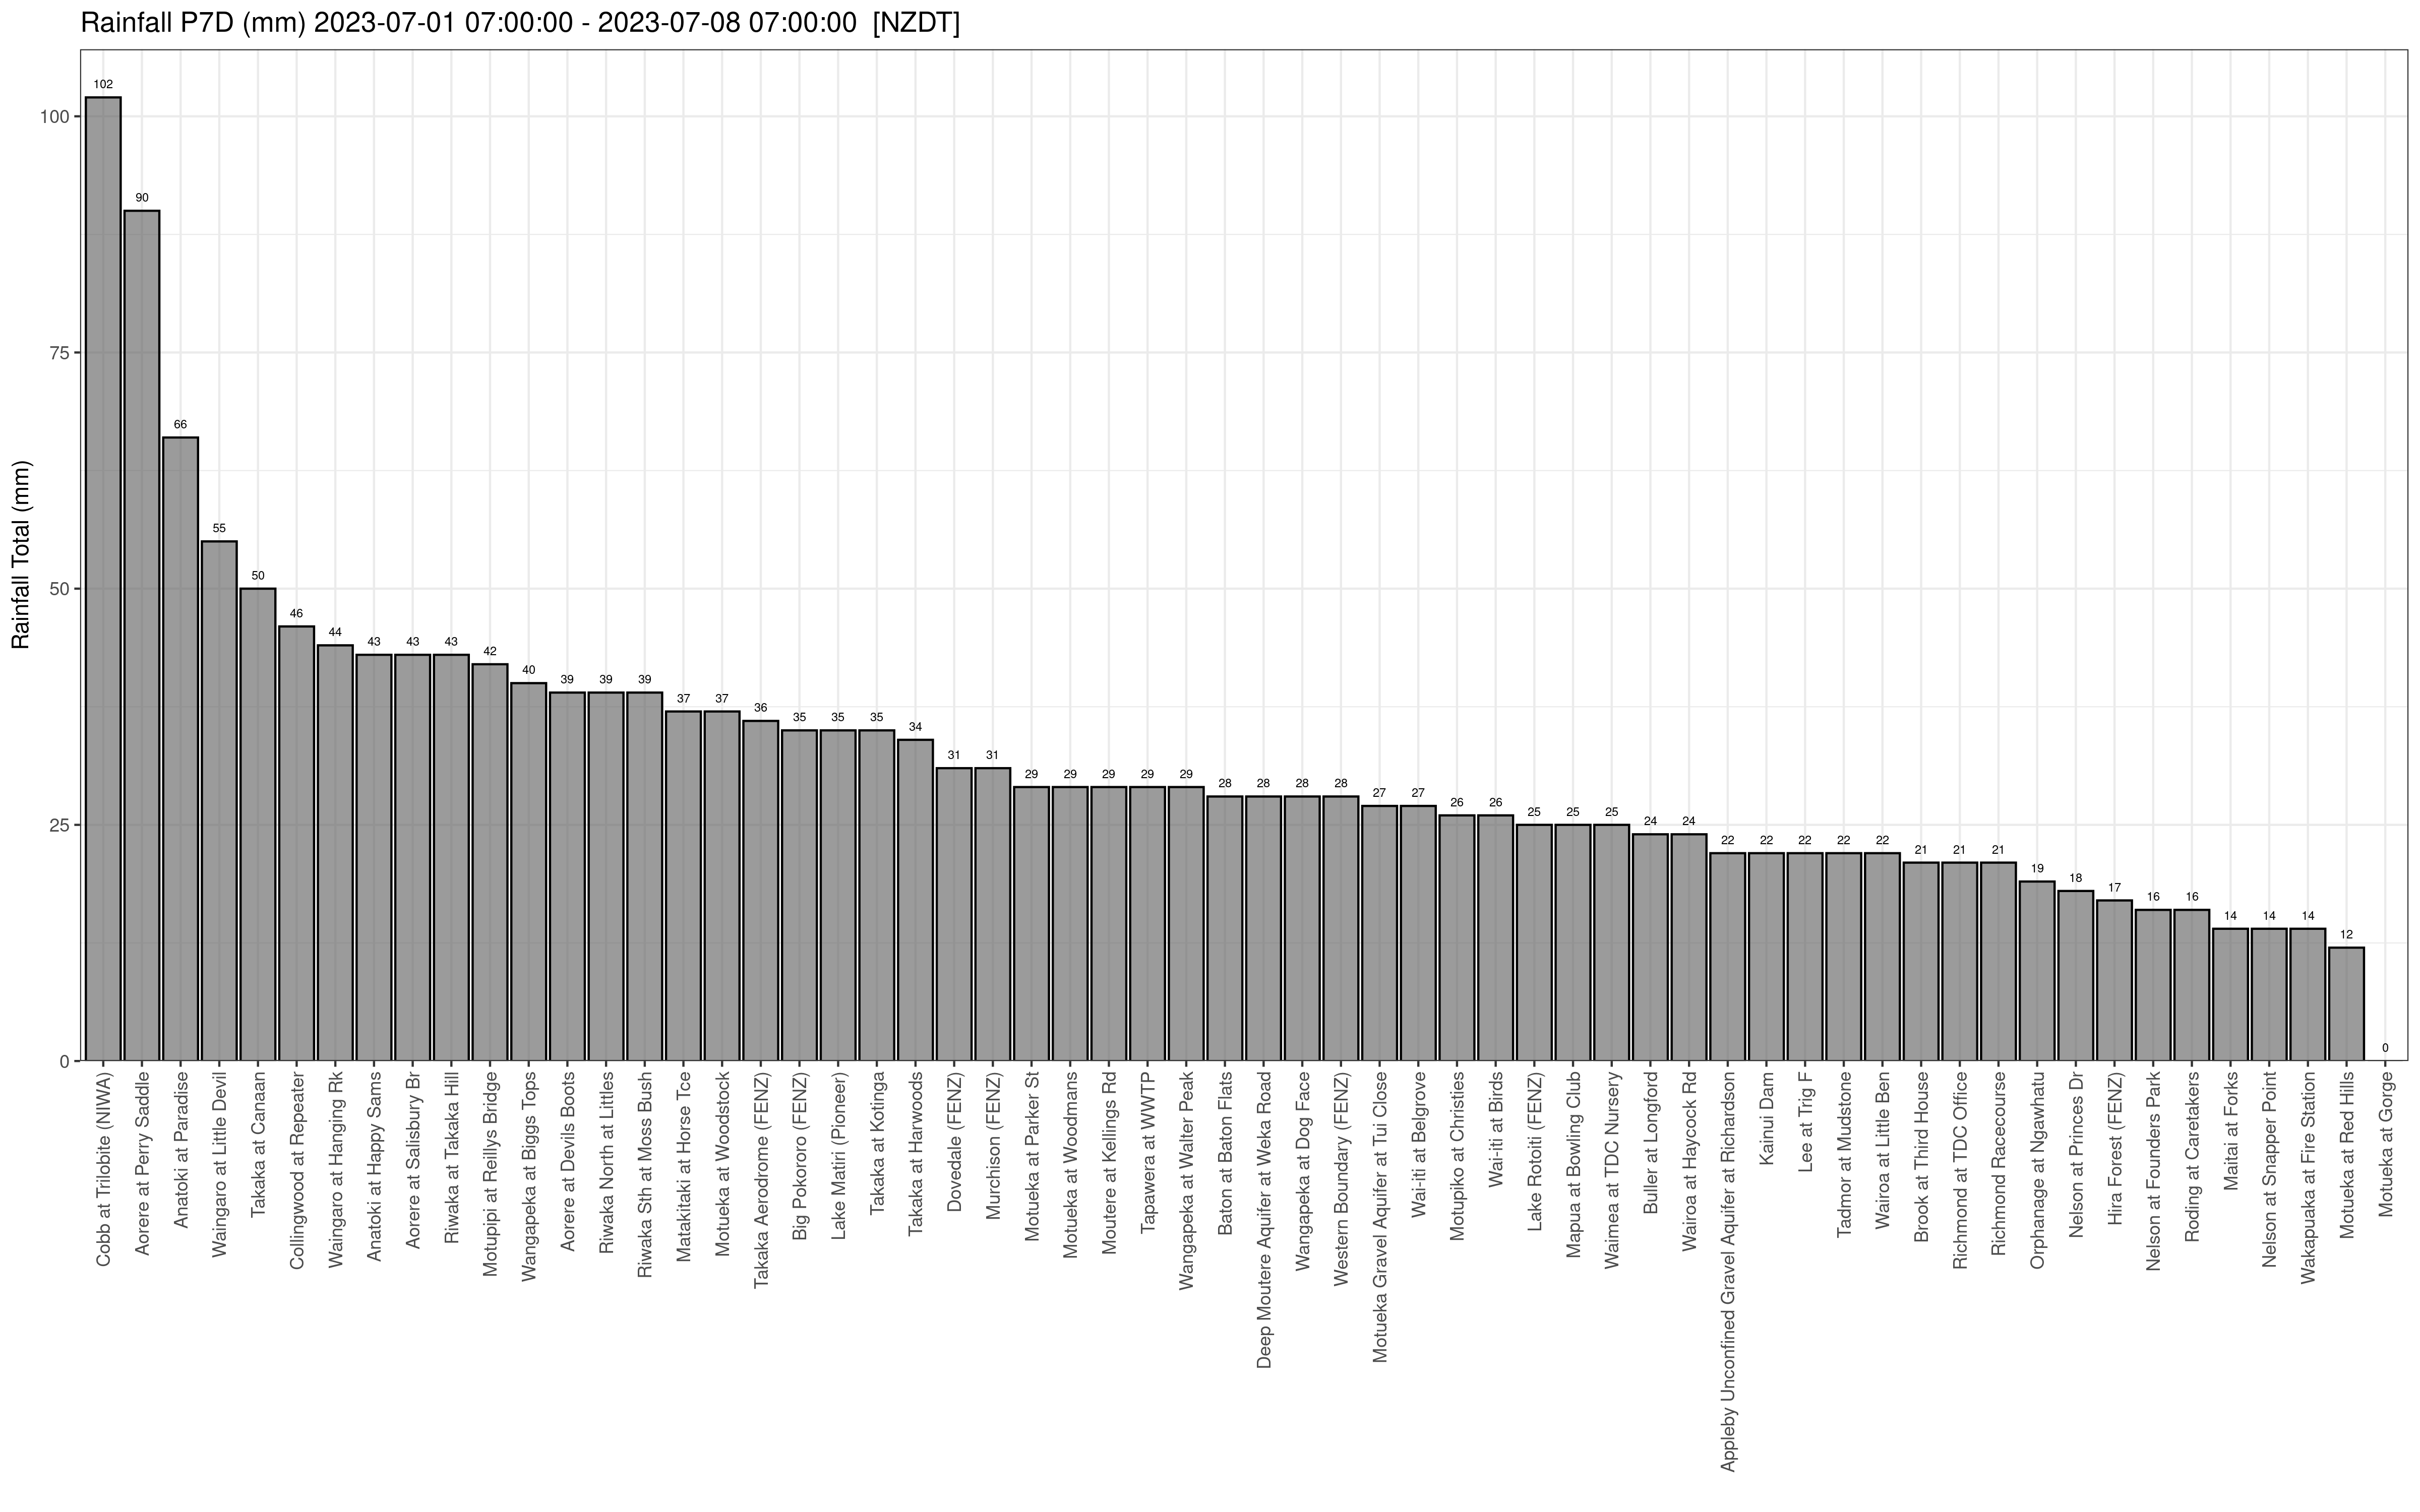 Rainfall P7D (mm) 2023-07-01 07:00:00 - 2023-07-08 07:00:00 [NZDT]
Rainfall Total (mm)
100
75
50
25
0
102
90
66
55
50
46
44
43
43
43
42
40
39
39
39
37
37
36
35
35
35
34
31
31
29
29
29
29
29
28
28
28
28
27
27
26
26
25
25
25
24
24
22
22
22
22
22
21
21
21
19
18
17
16
16
14
14
14
12
0
Cobb at Trilobite (NIWA)
Aorere at Perry Saddle
Anatoki at Paradise
Waingaro at Little Devil
Takaka at Canaan
Collingwood at Repeater
Waingaro at Hanging Rk
Anatoki at Happy Sams
Aorere at Salisbury Br
Riwaka at Takaka Hill
Motupipi at Reillys Bridge
Wangapeka at Biggs Tops
Aorere at Devils Boots
Riwaka North at Littles
Riwaka Sth at Moss Bush
Matakitaki at Horse Tce
Motueka at Woodstock
Takaka Aerodrome (FENZ)
Big Pokororo (FENZ)
Lake Matiri (Pioneer)
Takaka at Kotinga
Takaka at Harwoods
Dovedale (FENZ)
Murchison (FENZ)
Motueka at Parker St
Motueka at Woodmans
Moutere at Kellings Rd
Tapawera at WWTP
Wangapeka at Walter Peak
Baton at Baton Flats
Deep Moutere Aquifer at Weka Road
Wangapeka at Dog Face
Western Boundary (FENZ)
Motueka Gravel Aquifer at Tui Close
Wai-iti at Belgrove
Motupiko at Christies
Wai-iti at Birds
Lake Rotoiti (FENZ)
Mapua at Bowling Club
Waimea at TDC Nursery
Buller at Longford
Wairoa at Haycock Rd
Appleby Unconfined Gravel Aquifer at Richardson
Kainui Dam
Lee at Trig F
Tadmor at Mudstone
Wairoa at Little Ben
Brook at Third House
Richmond at TDC Office
Richmond Racecourse
Orphanage at Ngawhatu
Nelson at Princes Dr
Hira Forest (FENZ)
Nelson at Founders Park
Roding at Caretakers
Maitai at Forks
Nelson at Snapper Point
Wakapuaka at Fire Station
Motueka at Red Hills
Motueka at Gorge